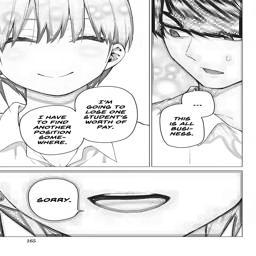 ...
THIS
IS ALL
BUSI-
NESS.
I'M
GOING TO
LOSE ONE
STUDENT'S
WORTH OF
PAY.
I HAVE
TO FIND
ANOTHER
POSITION
SOME-
WHERE.
SORRY.
165